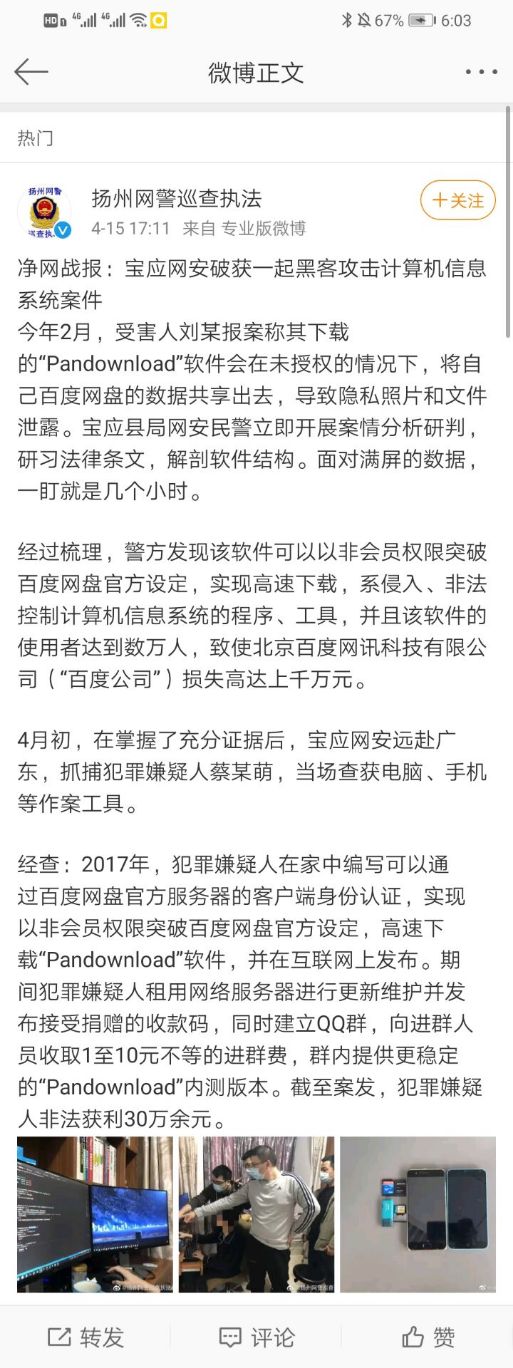 HD 4G 4G 67% 6:03
微博正文
热门
扬州网警
巡查执法
扬州网警巡查执法
4-15 17:11 来自 专业版微博
+关注
净网战报：宝应网安破获一起黑客攻击计算机信息
系统案件
今年2月，受害人刘某报案称其下载
的“Pandownload”软件会在未授权的情况下，将自
己百度网盘的数据共享出去，导致隐私照片和文件
泄露。宝应县局网安民警立即开展案情分析研判，
研习法律条文，解剖软件结构。面对满屏的数据，
一盯就是几个小时。
经过梳理，警方发现该软件可以以非会员权限突破
百度网盘官方设定，实现高速下载，系侵入、非法
控制计算机信息系统的程序、工具，并且该软件的
使用者达到数万人，致使北京百度网讯科技有限公
司（“百度公司”）损失高达上千万元。
4月初，在掌握了充分证据后，宝应网安远赴广
东，抓捕犯罪嫌疑人蔡某萌，当场查获电脑、手机
等作案工具。
经查：2017年，犯罪嫌疑人在家中编写可以通
过百度网盘官方服务器的客户端身份认证，实现
以非会员权限突破百度网盘官方设定，高速下
载“Pandownload”软件，并在互联网上发布。期
间犯罪嫌疑人租用网络服务器进行更新维护并发
布接受捐赠的收款码，同时建立QQ群，向进群人
员收取1至10元不等的进群费，群内提供更稳定
的“Pandownload”内测版本。截至案发，犯罪嫌疑
人非法获利30万余元。
转发 评论 赞